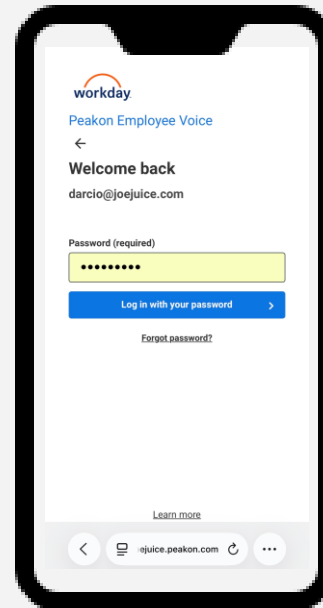 workday.
Peakon Employee Voice
Welcome back
darcio@joejuice.com
Password (required)
•••••••••
Log in with your password
Forgot password?
Learn more
ejuice.peakon.com